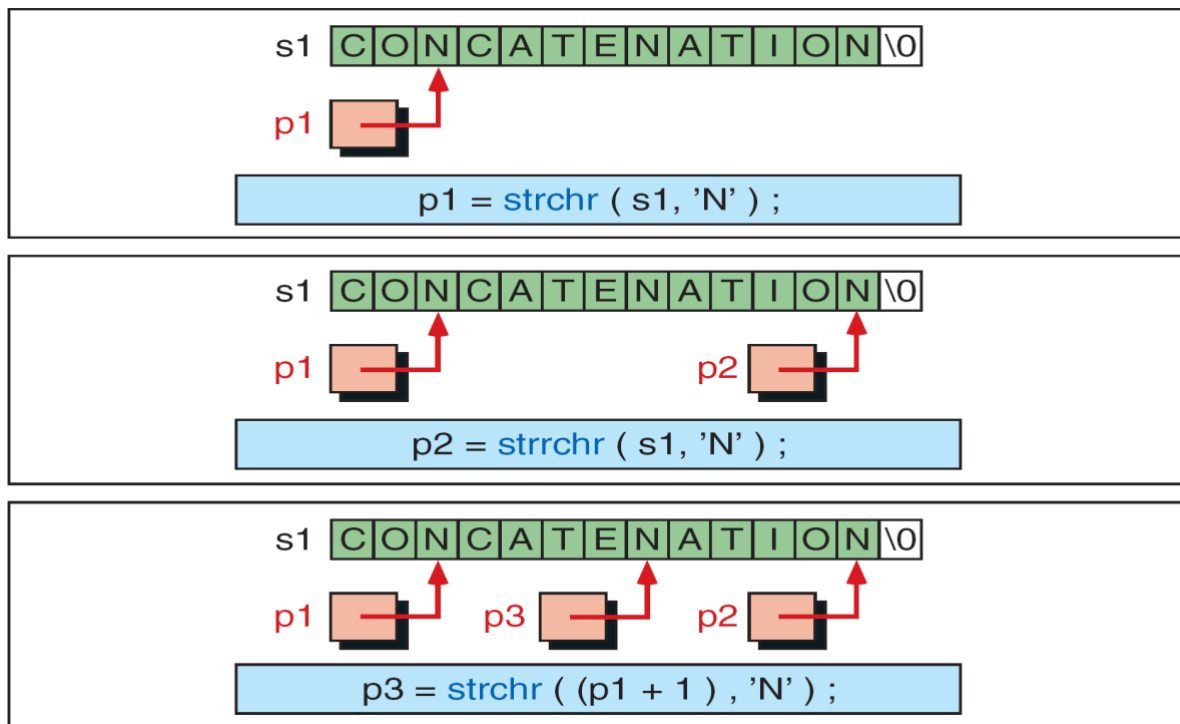 s1 C O N C A T E N A T I O N \0
p1
p1 = strchr ( s1, ’N’ ) ;
s1 C O N C A T E N A T I O N \0
p1 p2
p2 = strrchr ( s1, ’N’ ) ;
s1 C O N C A T E N A T I O N \0
p1 p3 p2
p3 = strchr ( (p1 + 1 ) , ’N’ ) ;